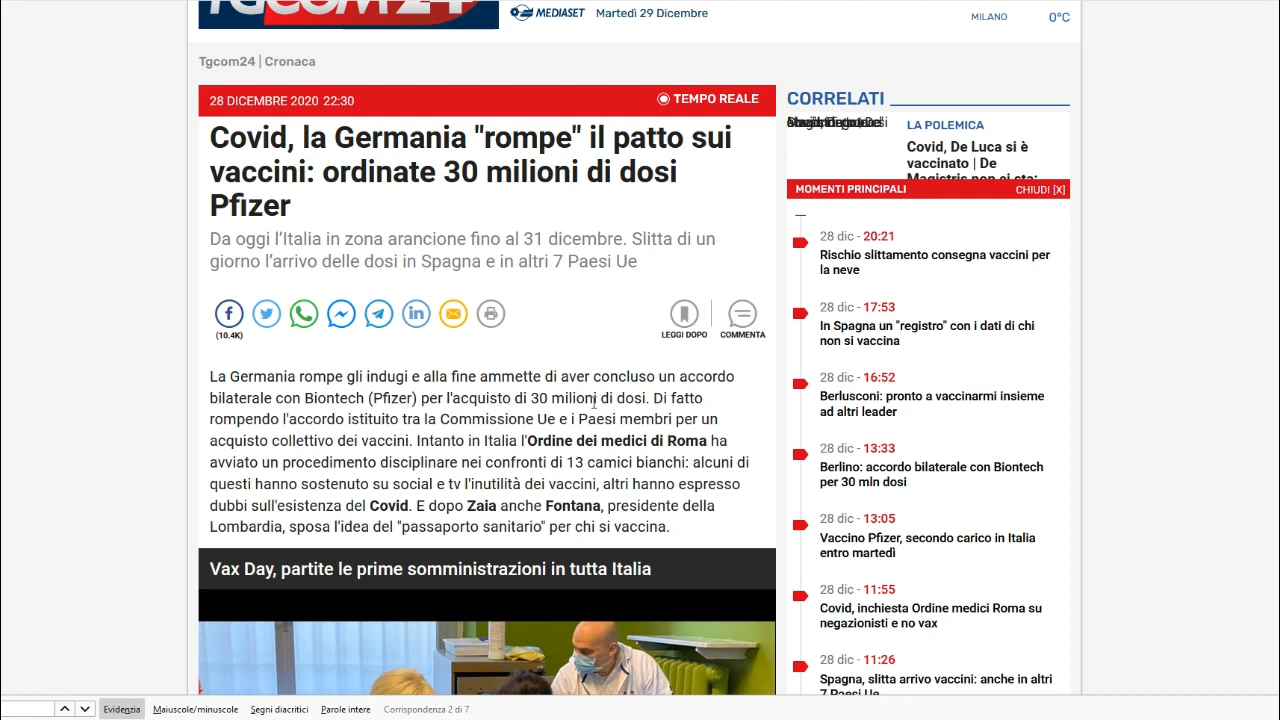 TGCOM24
MEDIASET
Martedì 29 Dicembre
MILANO
0°C
Tgcom24 | Cronaca
28 DICEMBRE 2020 22:30
TEMPO REALE
Covid, la Germania "rompe" il patto sui
vaccini: ordinate 30 milioni di dosi
Pfizer
Da oggi l’Italia in zona arancione fino al 31 dicembre. Slitta di un
giorno l’arrivo delle dosi in Spagna e in altri 7 Paesi Ue
(10.4K)
LEGGI DOPO
COMMENTA
La Germania rompe gli indugi e alla fine ammette di aver concluso un accordo
bilaterale con Biontech (Pfizer) per l'acquisto di 30 milioni di dosi. Di fatto
rompendo l'accordo istituito tra la Commissione Ue e i Paesi membri per un
acquisto collettivo dei vaccini. Intanto in Italia l'Ordine dei medici di Roma ha
avviato un procedimento disciplinare nei confronti di 13 camici bianchi: alcuni di
questi hanno sostenuto su social e tv l'inutilità dei vaccini, altri hanno espresso
dubbi sull'esistenza del Covid. E dopo Zaia anche Fontana, presidente della
Lombardia, sposa l'idea del "passaporto sanitario" per chi si vaccina.
Vax Day, partite le prime somministrazioni in tutta Italia
CORRELATI
LA POLEMICA
Covid, De Luca si è
vaccinato | De
Magistris non ci sta:
MOMENTI PRINCIPALI
CHIUDI [X]
28 dic - 20:21
Rischio slittamento consegna vaccini per
la neve
28 dic - 17:53
In Spagna un "registro" con i dati di chi
non si vaccina
28 dic - 16:52
Berlusconi: pronto a vaccinarmi insieme
ad altri leader
28 dic - 13:33
Berlino: accordo bilaterale con Biontech
per 30 mln dosi
28 dic - 13:05
Vaccino Pfizer, secondo carico in Italia
entro martedì
28 dic - 11:55
Covid, inchiesta Ordine medici Roma su
negazionisti e no vax
28 dic - 11:26
Spagna, slitta arrivo vaccini: anche in altri
7 Paesi Ue
Evidenzia
Maiuscole/minuscole
Segni diacritici
Parole intere
Corrispondenza 2 di 7